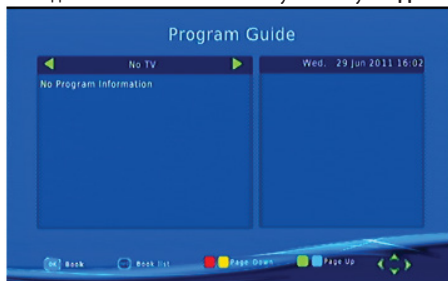 Program Guide
No TV
Wed. 29 Jun 2011 16:02
No Program Information
OK Book
Book list
Page Down
Page Up